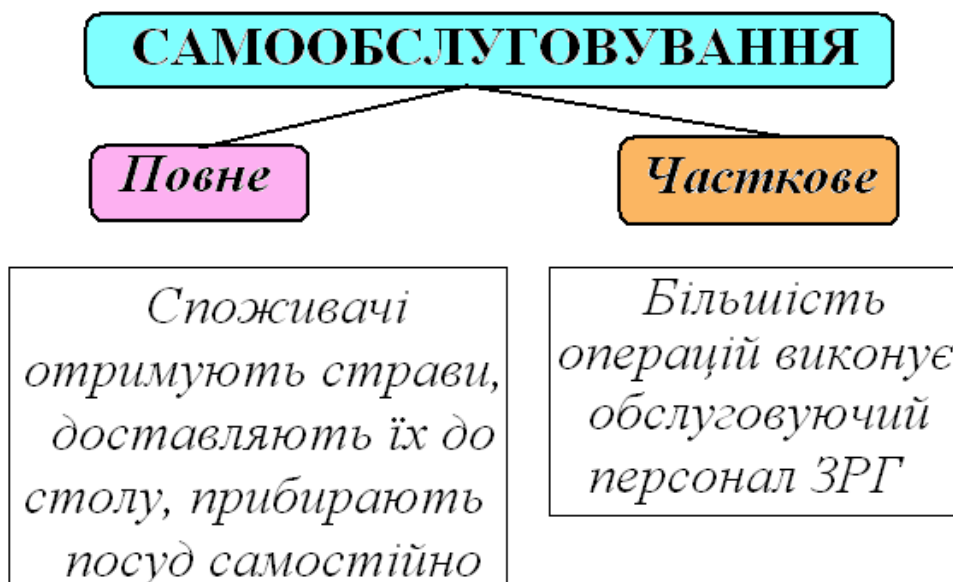 САМООБСЛУГОВУВАННЯ
Повне
Часткове
Споживачі
отримують страви,
доставляють їх до
столу, прибирають
посуд самостійно
Більшість
операцій виконує
обслуговуючий
персонал ЗРГ